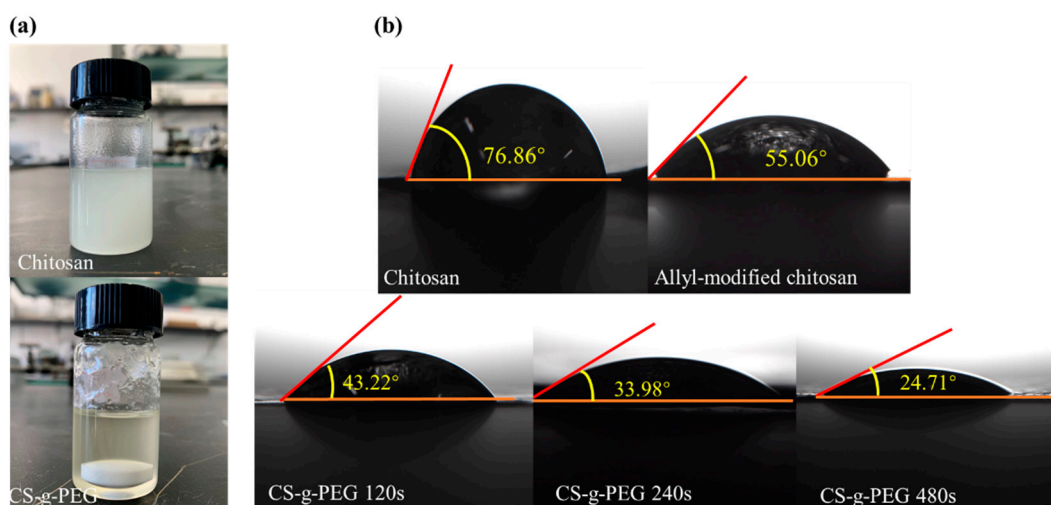 (a)
(b)
Chitosan
CS-g-PEG
76.86°
Chitosan
55.06°
Allyl-modified chitosan
43.22°
CS-g-PEG 120s
33.98°
CS-g-PEG 240s
24.71°
CS-g-PEG 480s